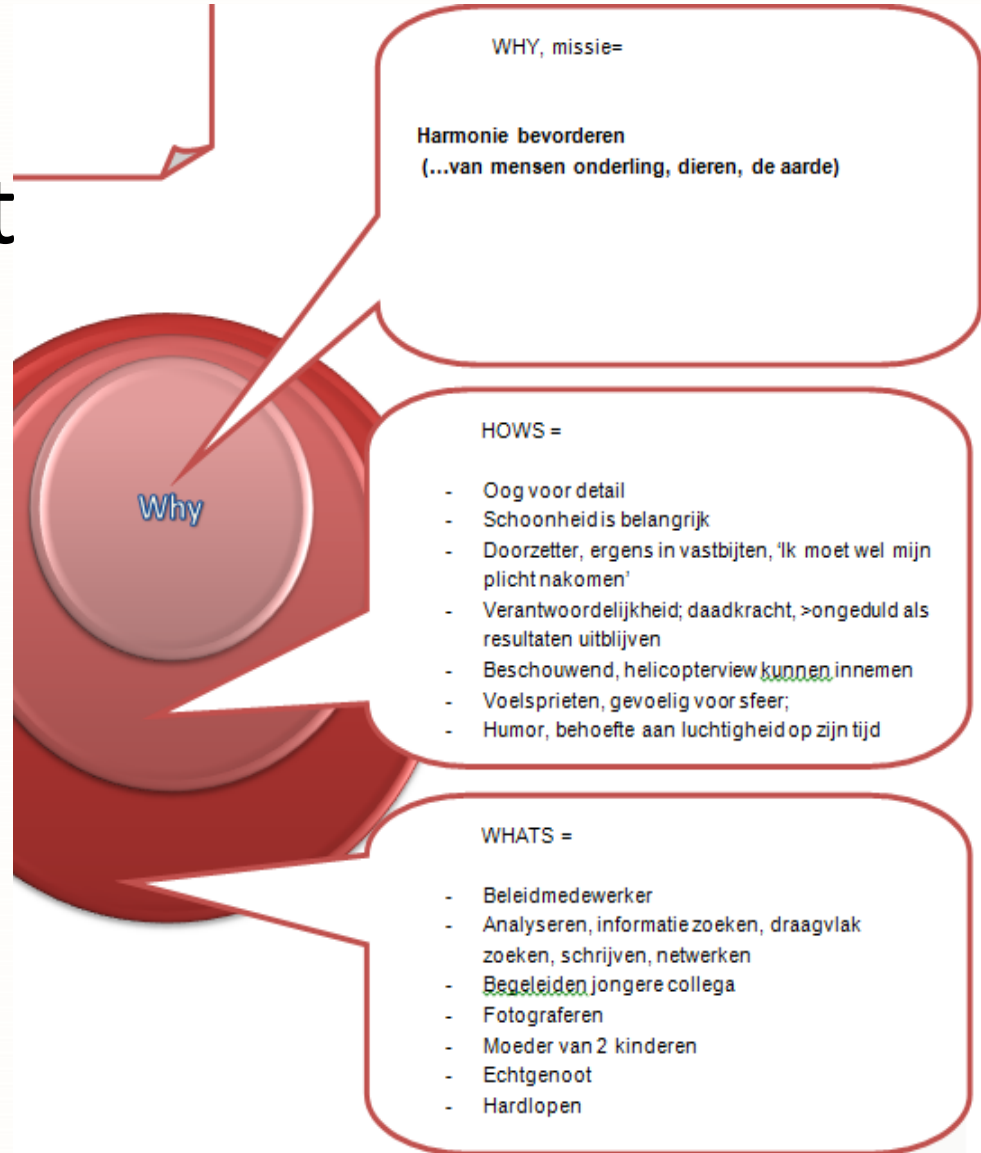 WHY, missie=
Harmonie bevorderen
(...van mensen onderling, dieren, de aarde)
t
Why
HOWS =
- Oog voor detail
- Schoonheid is belangrijk
- Doorzetter, ergens in vastbijten, ‘Ik moet wel mijn
plicht nakomen’
- Verantwoordelijkheid; daadkracht, >ongeduld als
resultaten uitblijven
- Beschouwend, helicopterview kunnen innemen
- Voelsprieten, gevoelig voor sfeer;
- Humor, behoefte aan luchtigheid op zijn tijd
WHATS =
- Beleidmedewerker
- Analyseren, informatie zoeken, draagvlak
zoeken, schrijven, netwerken
- Begeleiden jongere collega
- Fotograferen
- Moeder van 2 kinderen
- Echtgenoot
- Hardlopen